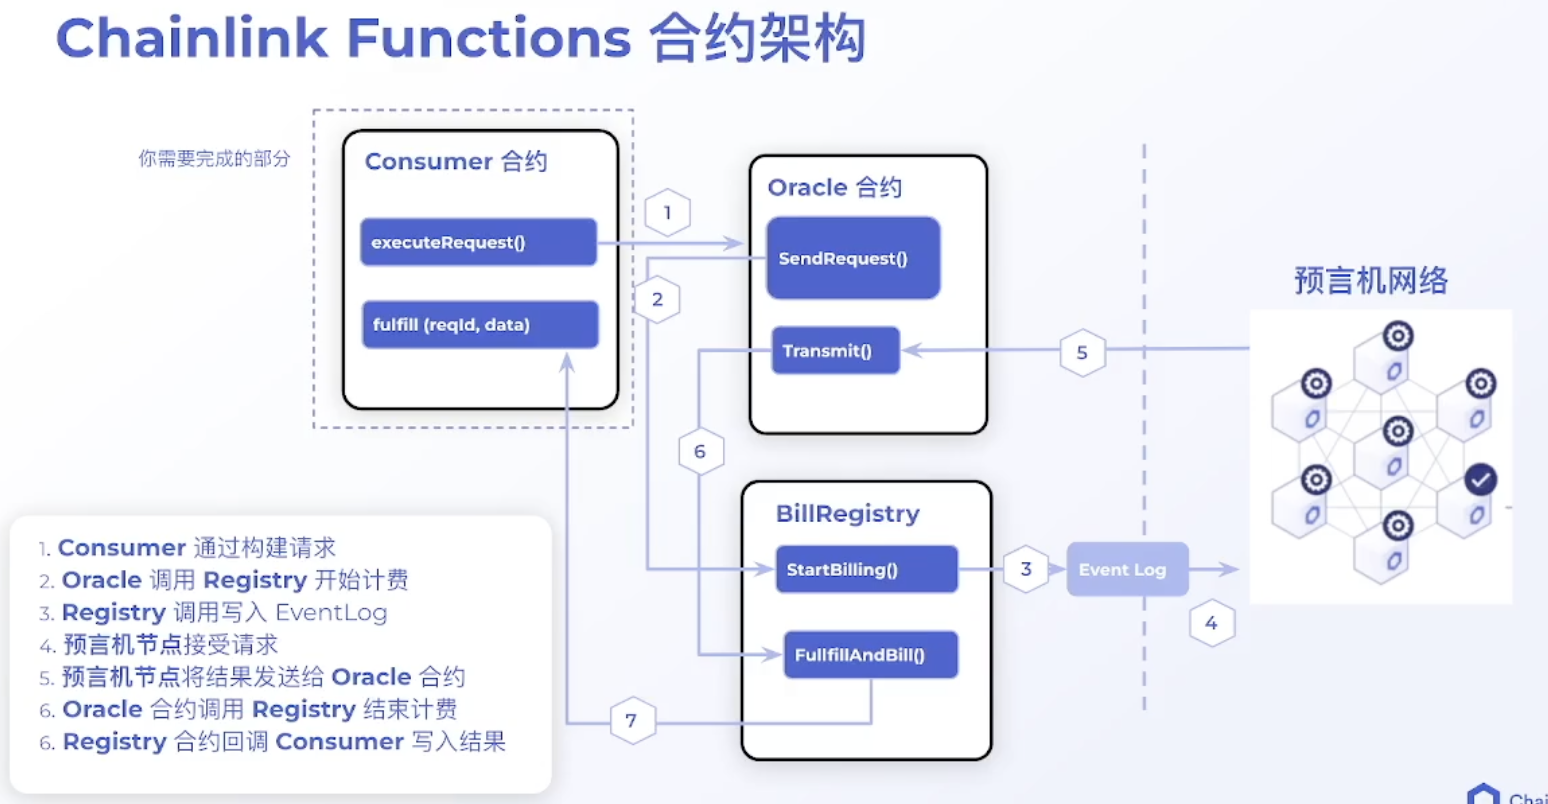 Chainlink Functions 合约架构
你需要完成的部分
Consumer 合约
executeRequest()
fulfill (reqId, data)
1
2
Oracle 合约
SendRequest()
Transmit()
5
预言机网络
6
BillRegistry
StartBilling()
3
Event Log
4
FullfillAndBill()
7
1. Consumer 通过构建请求
2. Oracle 调用 Registry 开始计费
3. Registry 调用写入 EventLog
4. 预言机节点接受请求
5. 预言机节点将结果发送给 Oracle 合约
6. Oracle 合约调用 Registry 结束计费
6. Registry 合约回调 Consumer 写入结果